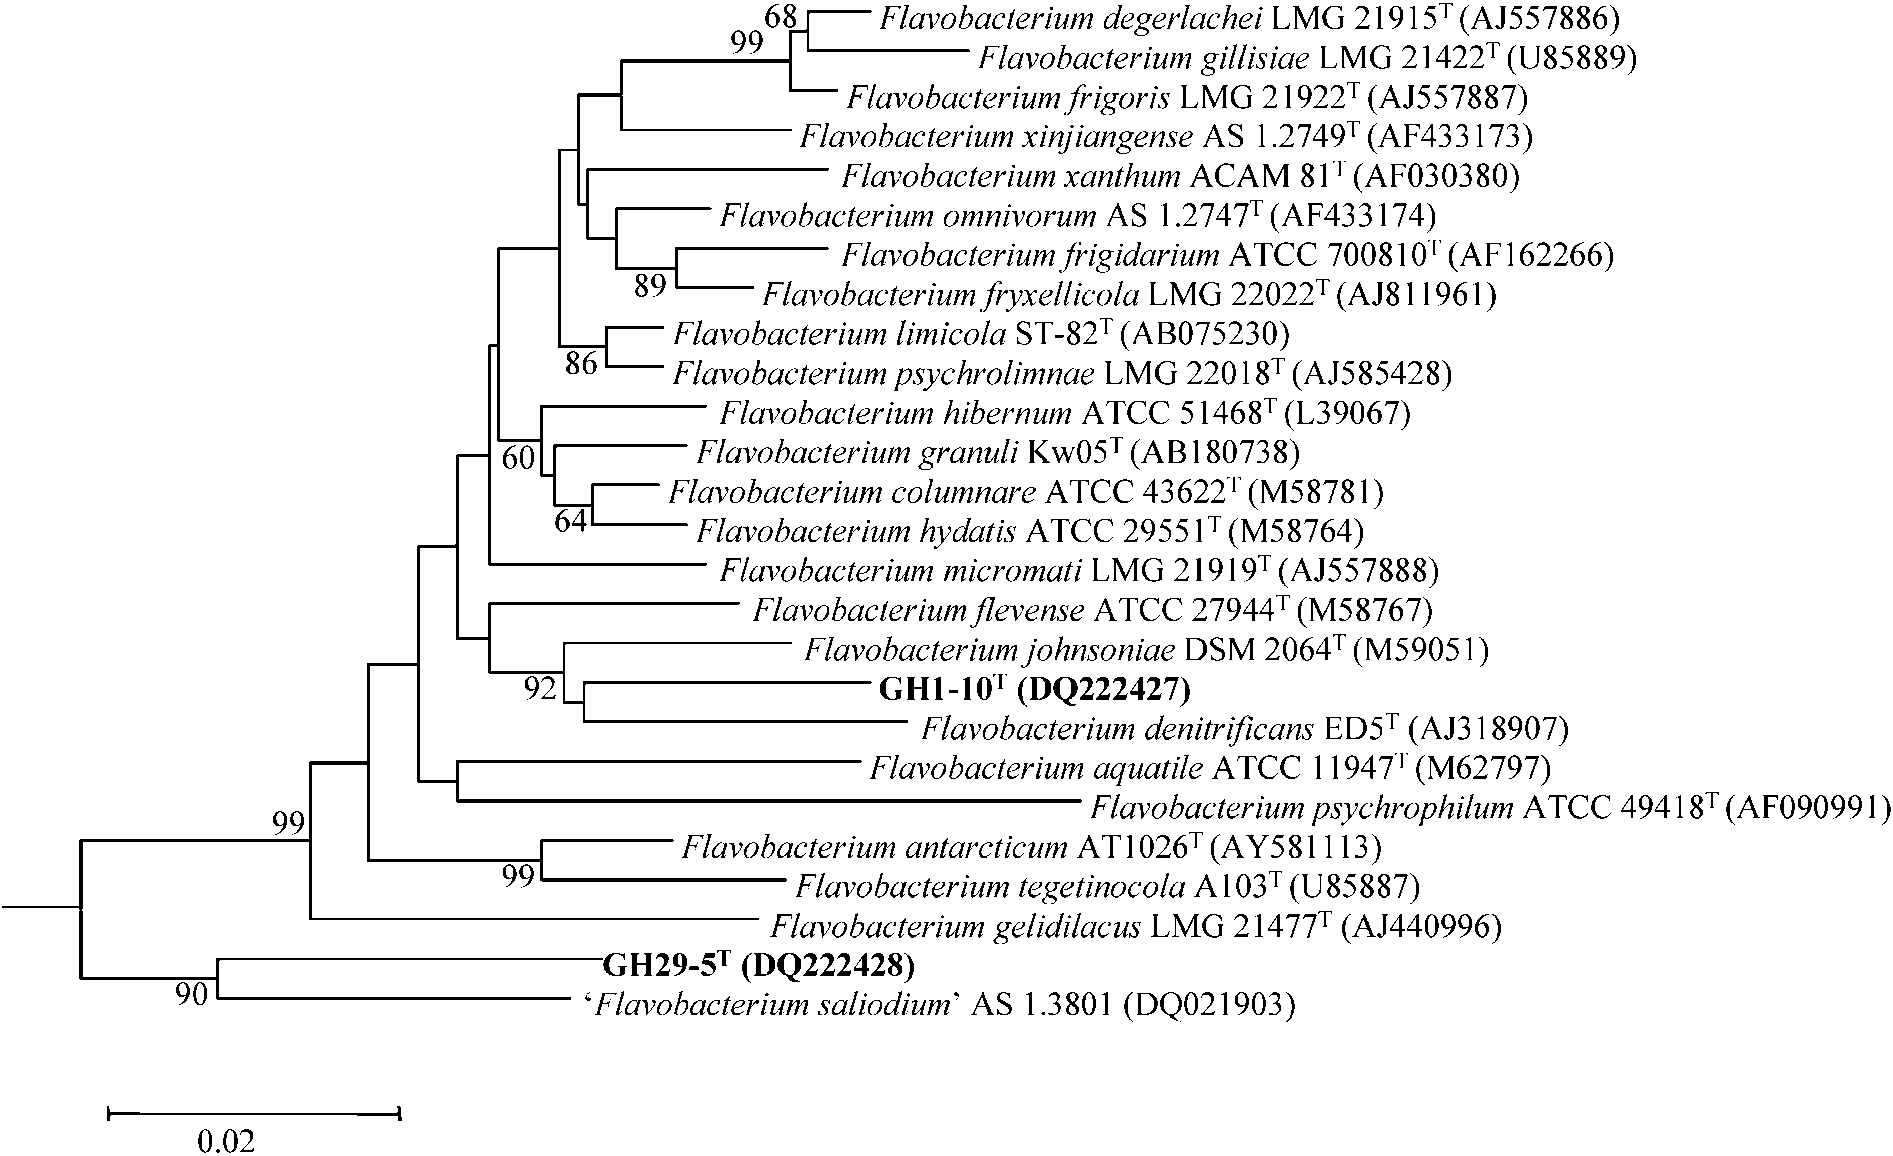 68
Flavobacterium degerlachei LMG 21915ᵀ (AJ557886)
99
Flavobacterium gillisiae LMG 21422ᵀ (U85889)
Flavobacterium frigoris LMG 21922ᵀ (AJ557887)
Flavobacterium xinjiangense AS 1.2749ᵀ (AF433173)
Flavobacterium xanthum ACAM 81ᵀ (AF030380)
Flavobacterium omnivorum AS 1.2747ᵀ (AF433174)
Flavobacterium frigidarium ATCC 700810ᵀ (AF162266)
89
Flavobacterium fryxellicola LMG 22022ᵀ (AJ811961)
Flavobacterium limicola ST-82ᵀ (AB075230)
86
Flavobacterium psychrolimnae LMG 22018ᵀ (AJ585428)
Flavobacterium hibernum ATCC 51468ᵀ (L39067)
60
Flavobacterium granuli Kw05ᵀ (AB180738)
Flavobacterium columnare ATCC 43622ᵀ (M58781)
64
Flavobacterium hydatis ATCC 29551ᵀ (M58764)
Flavobacterium micromati LMG 21919ᵀ (AJ557888)
Flavobacterium flevense ATCC 27944ᵀ (M58767)
Flavobacterium johnsoniae DSM 2064ᵀ (M59051)
92
GH1-10ᵀ (DQ222427)
Flavobacterium denitrificans ED5ᵀ (AJ318907)
Flavobacterium aquatile ATCC 11947ᵀ (M62797)
Flavobacterium psychrophilum ATCC 49418ᵀ (AF090991)
99
Flavobacterium antarcticum AT1026ᵀ (AY581113)
99
Flavobacterium tegetinocola A103ᵀ (U85887)
Flavobacterium gelidilacus LMG 21477ᵀ (AJ440996)
GH29-5ᵀ (DQ222428)
90
‘Flavobacterium saliodium’ AS 1.3801 (DQ021903)
0.02